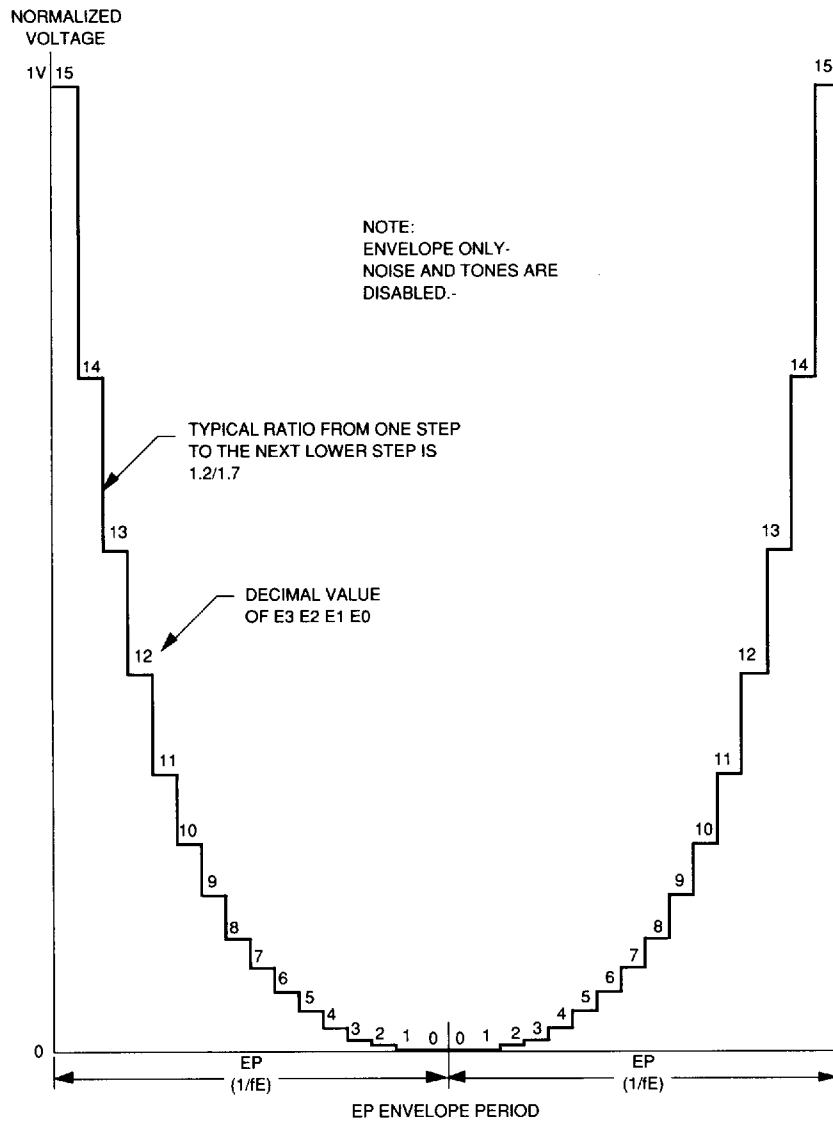 NORMALIZED
VOLTAGE
1V 15 15
14 14
NOTE:
ENVELOPE ONLY-
NOISE AND TONES ARE
DISABLED.-
TYPICAL RATIO FROM ONE STEP
TO THE NEXT LOWER STEP IS
1.2/1.7
13 13
DECIMAL VALUE
OF E3 E2 E1 E0
12 12
11 11
10 10
9 9
8 8
7 7
6 6
5 5
4 4
3 2 1 0 0 1 2 3
0
EP EP
(1/fE) (1/fE)
EP ENVELOPE PERIOD